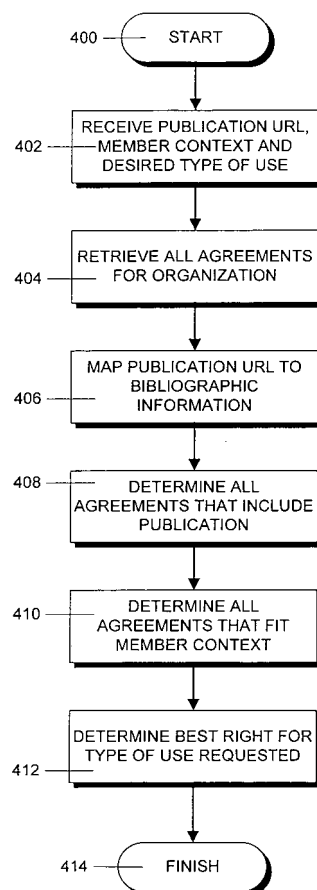 400
START
402
RECEIVE PUBLICATION URL,
MEMBER CONTEXT AND
DESIRED TYPE OF USE
404
RETRIEVE ALL AGREEMENTS
FOR ORGANIZATION
406
MAP PUBLICATION URL TO
BIBLIOGRAPHIC
INFORMATION
408
DETERMINE ALL
AGREEMENTS THAT INCLUDE
PUBLICATION
410
DETERMINE ALL
AGREEMENTS THAT FIT
MEMBER CONTEXT
DETERMINE BEST RIGHT FOR
TYPE OF USE REQUESTED
412
414
FINISH